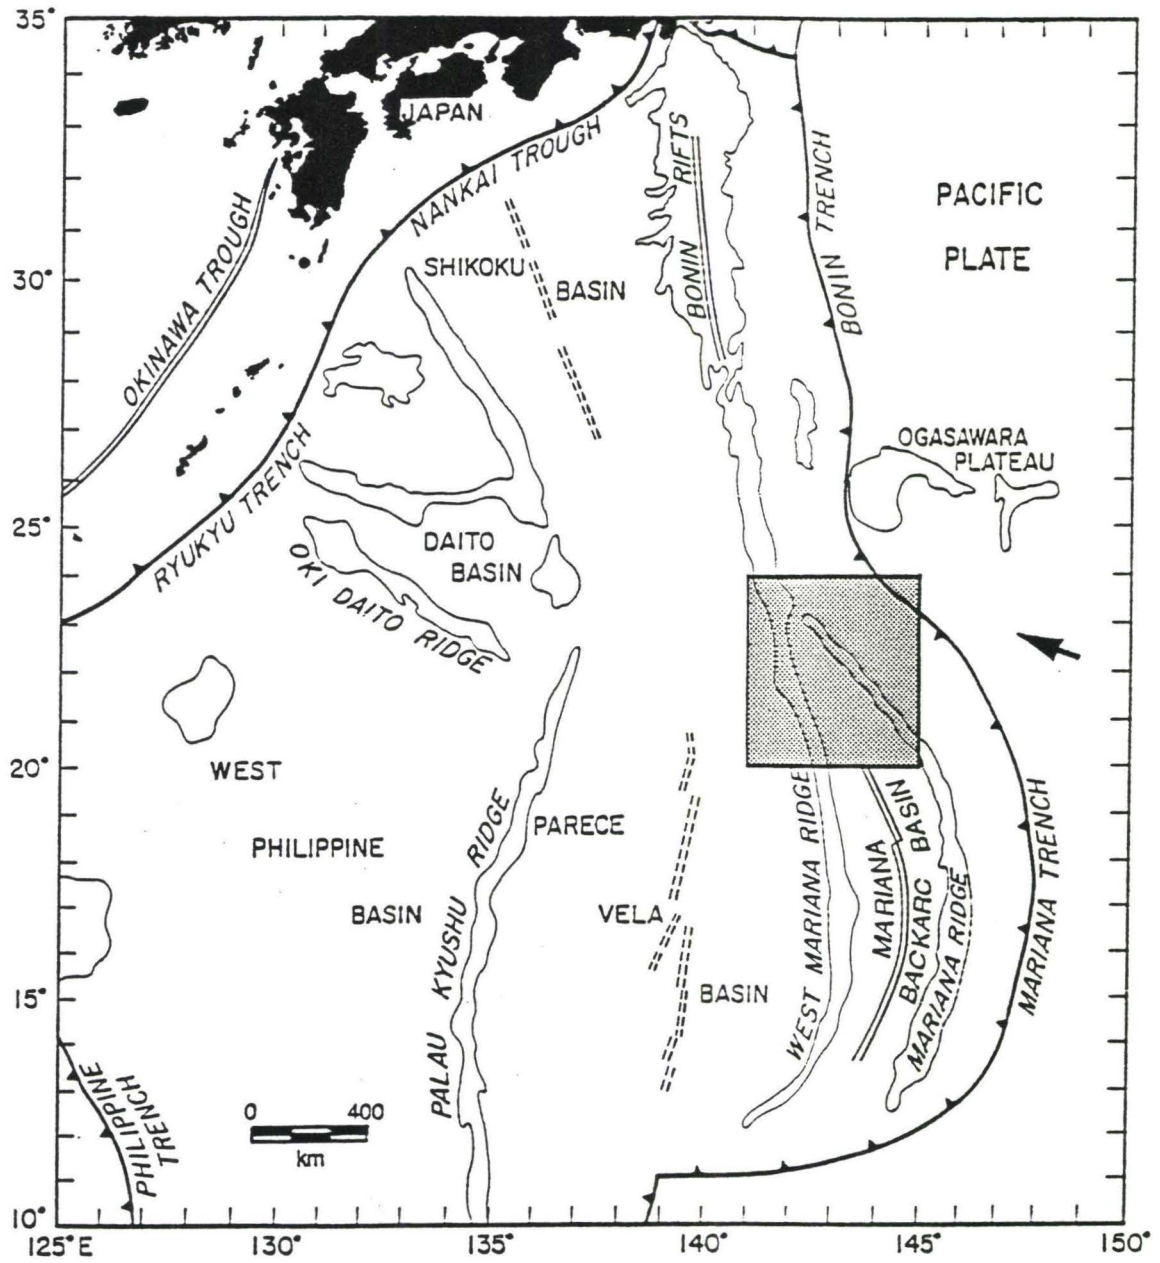 35°
JAPAN
NANKAI TROUGH
BONIN RIFTS
BONIN TRENCH
PACIFIC
PLATE
OKINAWA TROUGH
30°
SHIKOKU
BASIN
OGASAWARA
PLATEAU
RYUKYU TRENCH
25°
DAITO
BASIN
OKI DAITO RIDGE
20°
WEST
PHILIPPINE
BASIN
PALAU KYUSHU RIDGE
PARECE
VELA
BASIN
WEST MARIANA RIDGE
MARIANA
BACKARC BASIN
MARIANA RIDGE
MARIANA TRENCH
15°
PHILIPPINE
TRENCH
0 400
km
10°
125°E 130° 135° 140° 145° 150°